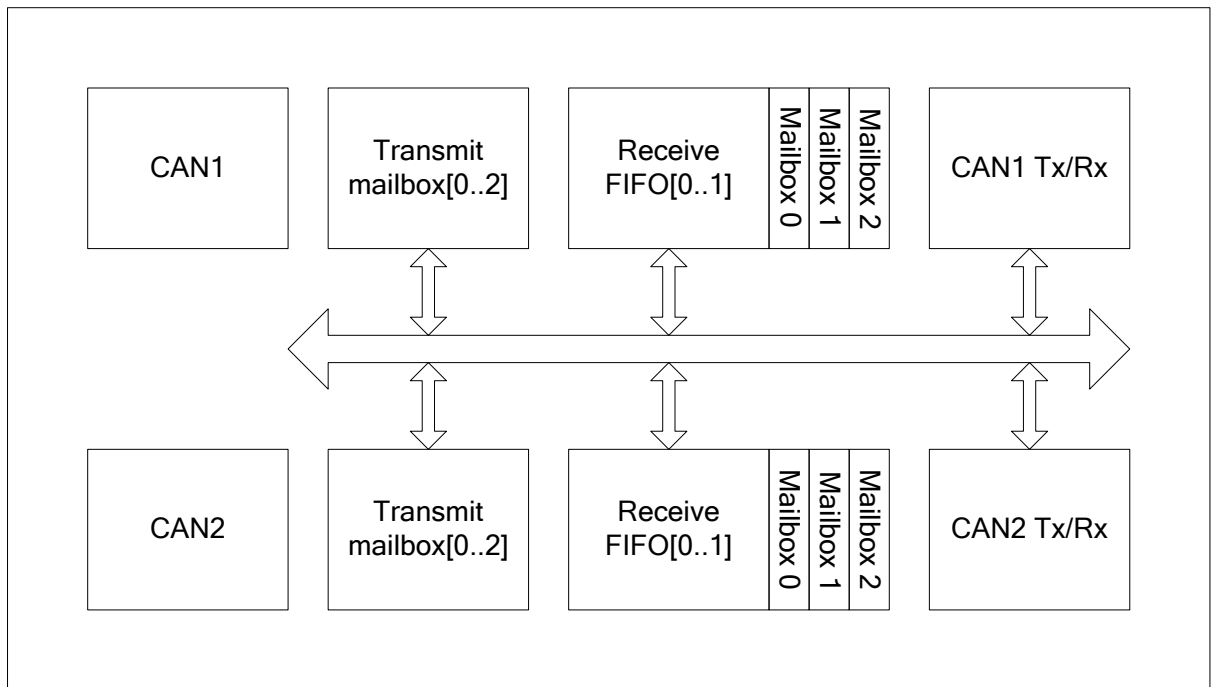 CAN1
Transmit
mailbox[0..2]
Receive
FIFO[0..1]
Mailbox 0
Mailbox 1
Mailbox 2
CAN1 Tx/Rx
CAN2
Transmit
mailbox[0..2]
Receive
FIFO[0..1]
Mailbox 0
Mailbox 1
Mailbox 2
CAN2 Tx/Rx